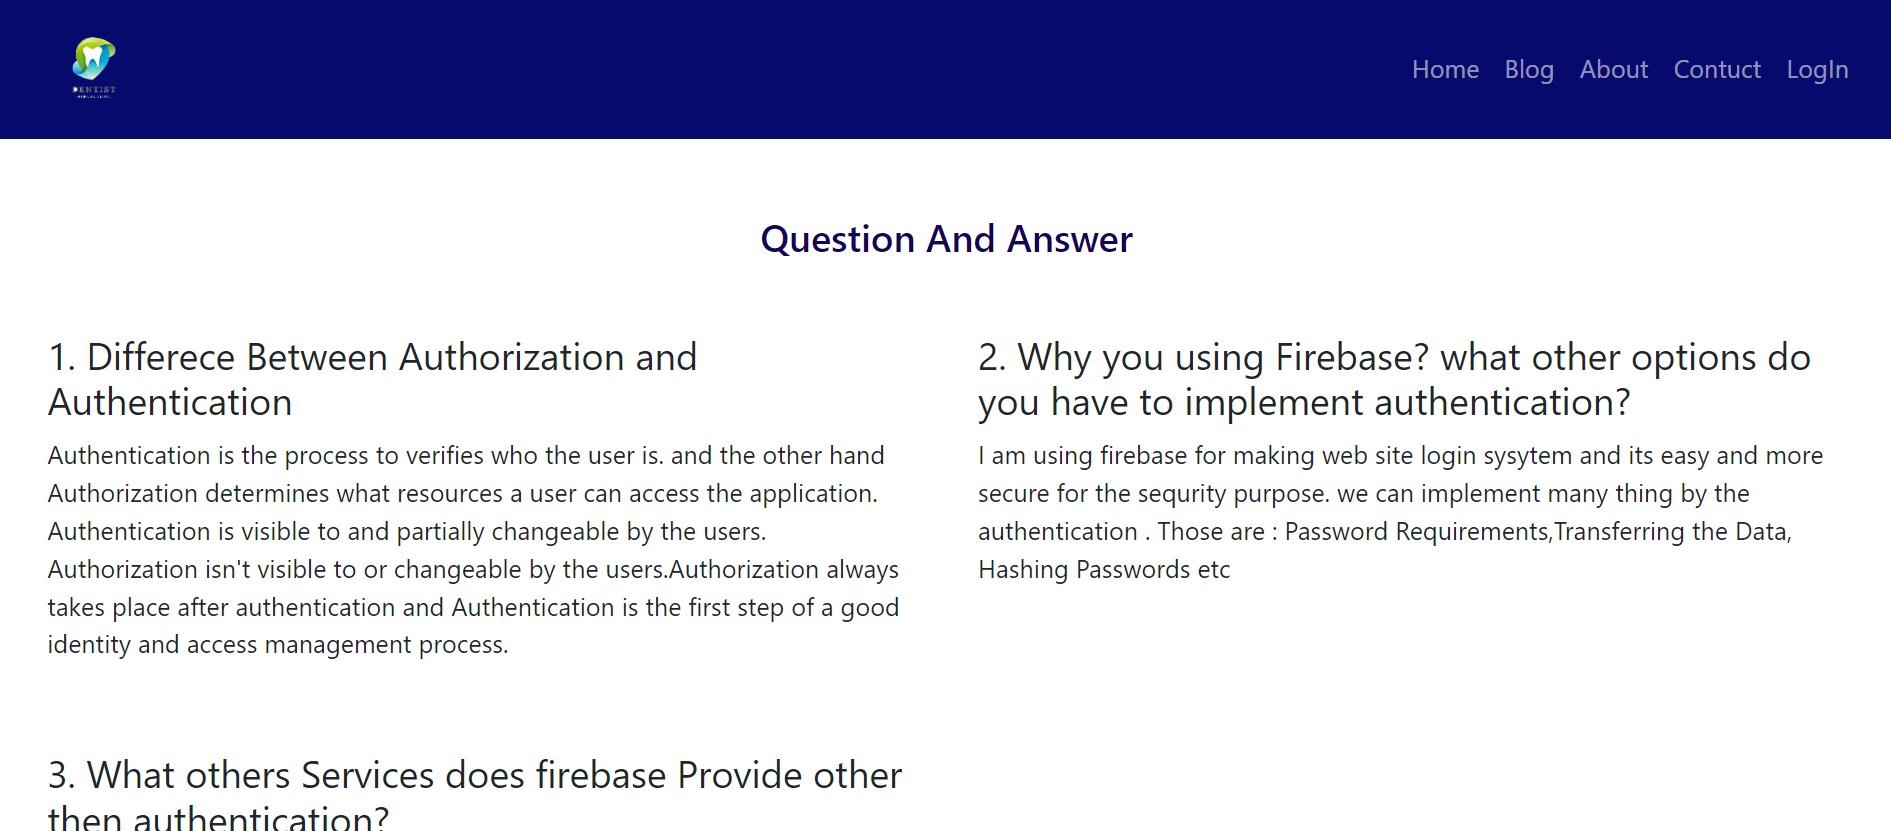 DENTIST
Home Blog About Contuct LogIn
Question And Answer
1. Differece Between Authorization and
Authentication
Authentication is the process to verifies who the user is. and the other hand
Authorization determines what resources a user can access the application.
Authentication is visible to and partially changeable by the users.
Authorization isn't visible to or changeable by the users.Authorization always
takes place after authentication and Authentication is the first step of a good
identity and access management process.
2. Why you using Firebase? what other options do
you have to implement authentication?
I am using firebase for making web site login sysytem and its easy and more
secure for the sequrity purpose. we can implement many thing by the
authentication . Those are : Password Requirements,Transferring the Data,
Hashing Passwords etc
3. What others Services does firebase Provide other
then authentication?